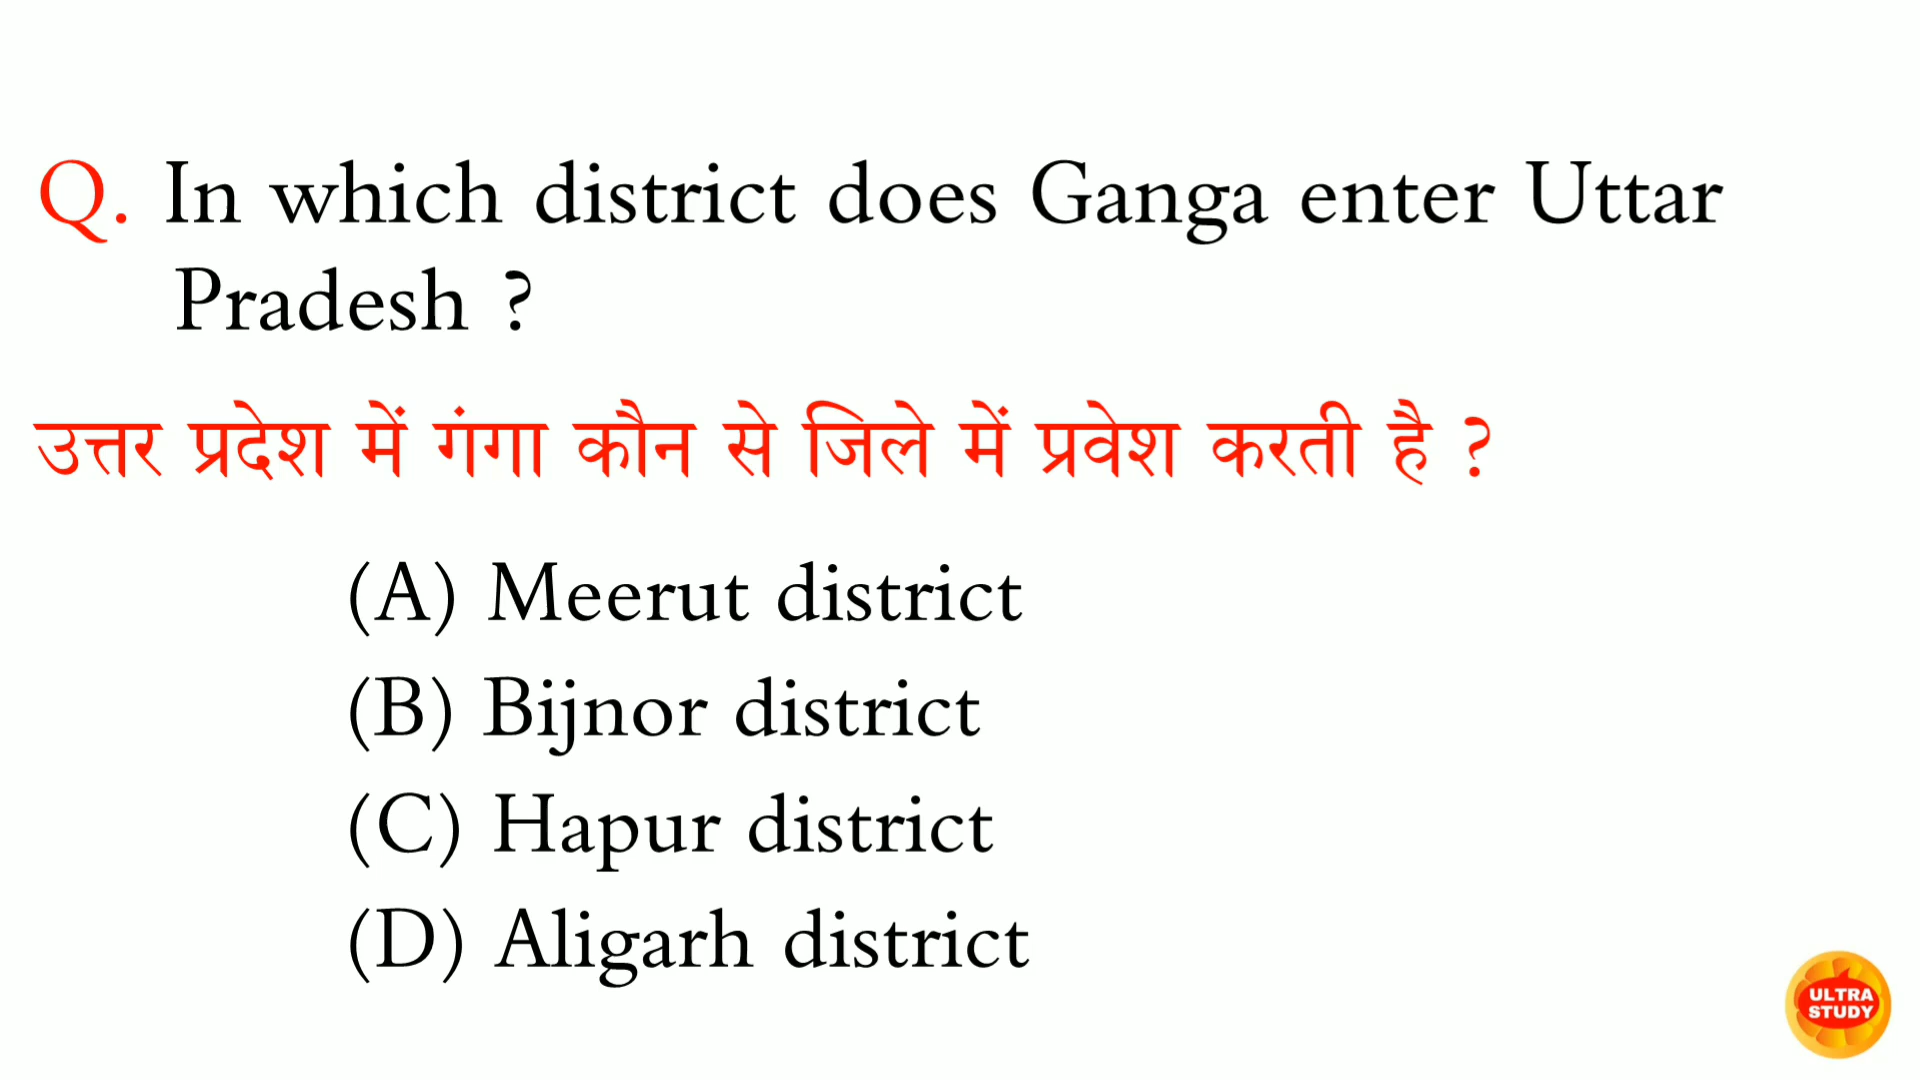 Q. In which district does Ganga enter Uttar
Pradesh ?
उत्तर प्रदेश में गंगा कौन से जिले में प्रवेश करती है ?
(A) Meerut district
(B) Bijnor district
(C) Hapur district
(D) Aligarh district
ULTRA
STUDY